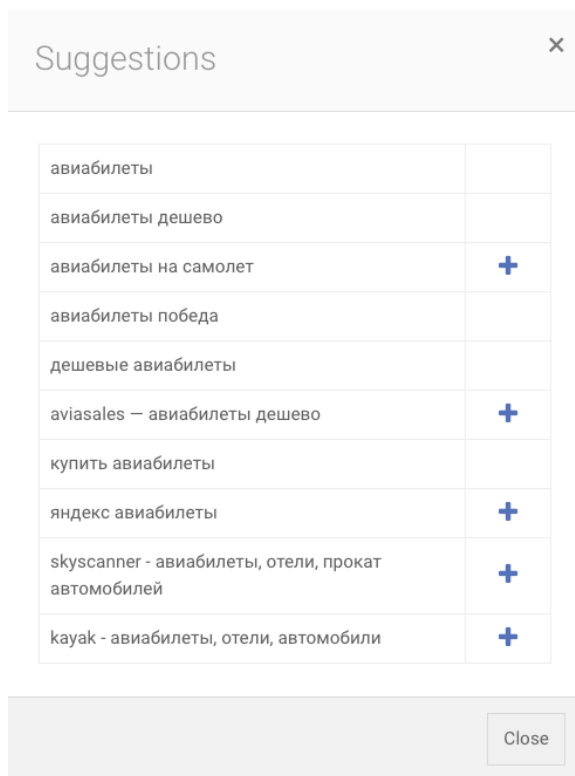 Suggestions
×
авиабилеты
авиабилеты дешево
авиабилеты на самолет
+
авиабилеты победа
дешевые авиабилеты
aviasales — авиабилеты дешево
+
купить авиабилеты
яндекс авиабилеты
+
skyscanner - авиабилеты, отели, прокат
автомобилей
+
kayak - авиабилеты, отели, автомобили
+
Close